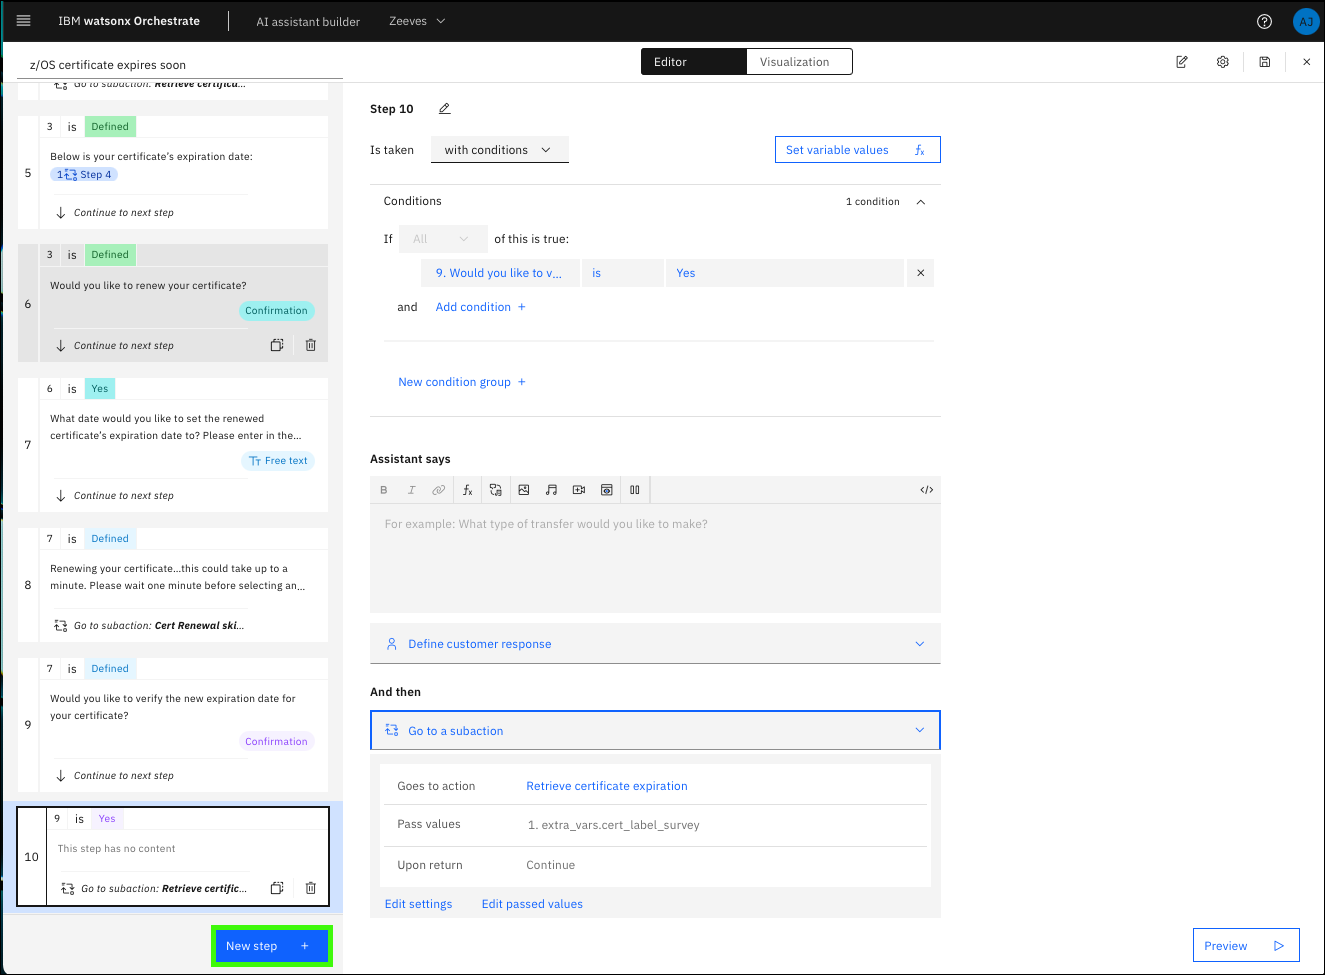 IBM watsonx Orchestrate
AI assistant builder
Zeeves
AJ
z/OS certificate expires soon
Editor
Visualization
Go to subaction: Retrieve certifica...
5
3 is Defined
Below is your certificate's expiration date:
1 Step 4
Continue to next step
6
3 is Defined
Would you like to renew your certificate?
Confirmation
Continue to next step
7
6 is Yes
What date would you like to set the renewed
certificate's expiration date to? Please enter in the...
Free text
Continue to next step
8
7 is Defined
Renewing your certificate...this could take up to a
minute. Please wait one minute before selecting an...
Go to subaction: Cert Renewal ski...
9
7 is Defined
Would you like to verify the new expiration date for
your certificate?
Confirmation
Continue to next step
10
9 is Yes
This step has no content
Go to subaction: Retrieve certific...
New step +
Step 10
Is taken
with conditions
Set variable values fx
Conditions
1 condition
If All of this is true:
9. Would you like to v... is Yes
and Add condition +
New condition group +
Assistant says
B I fx </>
For example: What type of transfer would you like to make?
Define customer response
And then
Go to a subaction
Goes to action Retrieve certificate expiration
Pass values 1. extra_vars.cert_label_survey
Upon return Continue
Edit settings Edit passed values
Preview